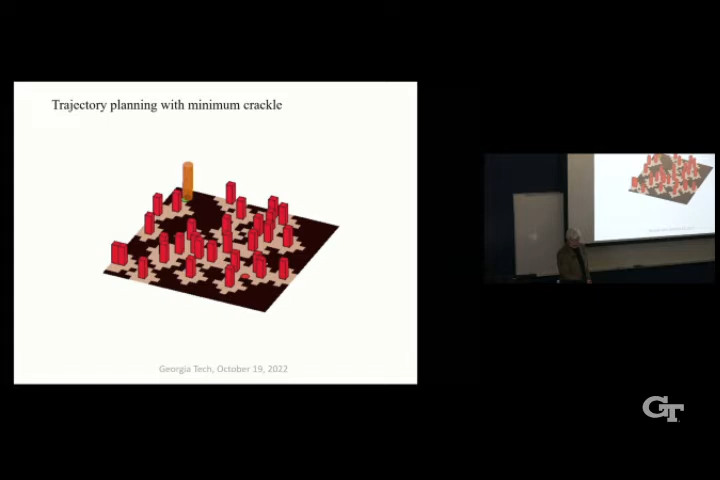 Trajectory planning with minimum crackle
Georgia Tech, October 19, 2022
GT